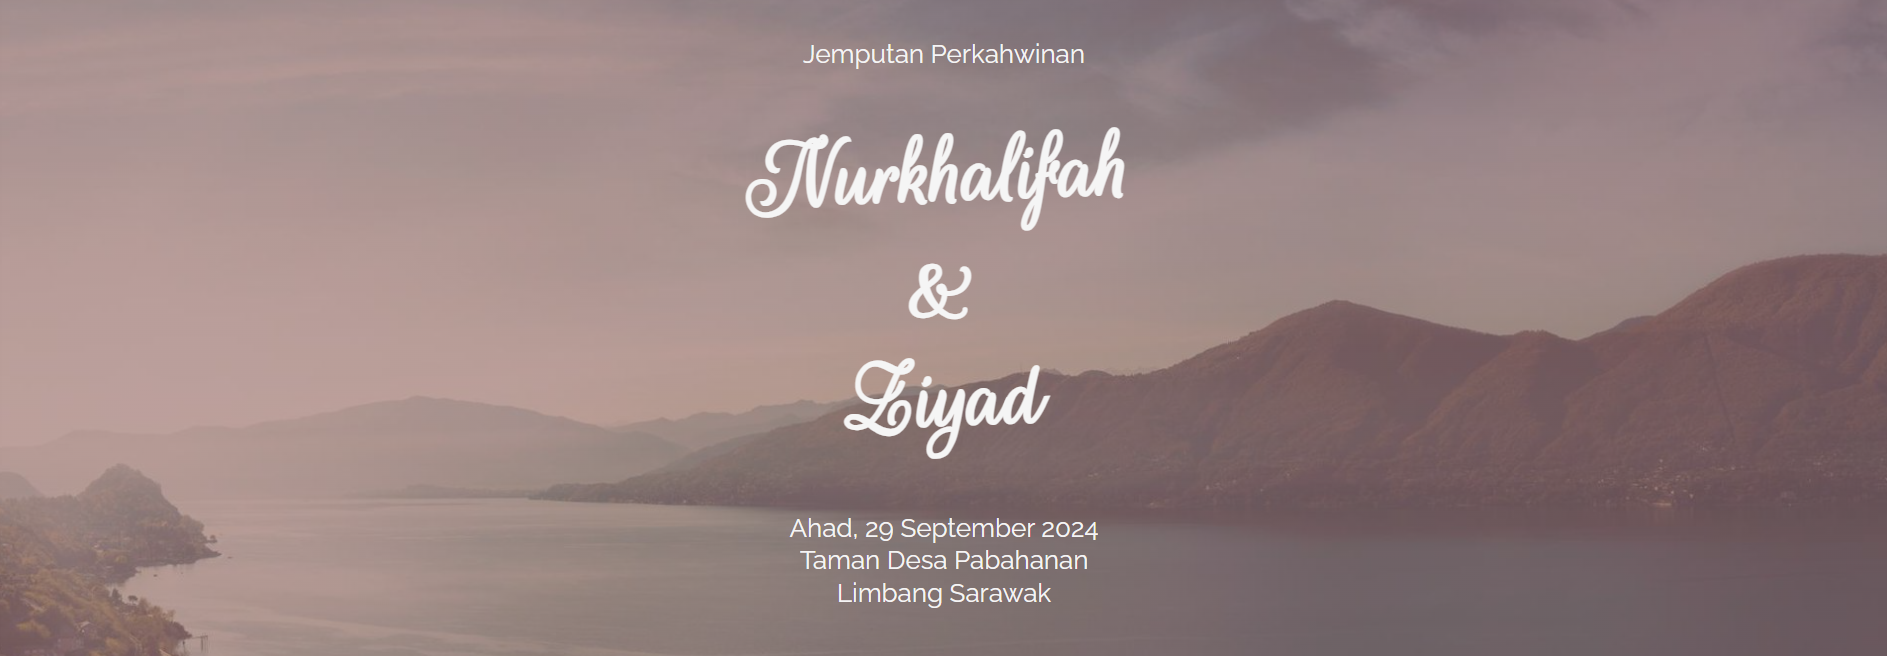 Jemputan Perkahwinan
Nurkhalifah
&
Ziyad
Ahad, 29 September 2024
Taman Desa Pabahanan
Limbang Sarawak